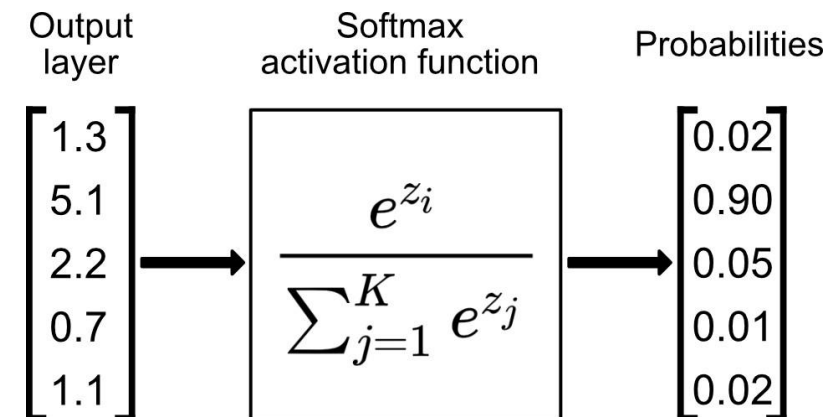 Output
layer
Softmax
activation function
Probabilities
1.3
5.1
2.2
0.7
1.1
e^{z_i}
∑_{j=1}^{K} e^{z_j}
0.02
0.90
0.05
0.01
0.02